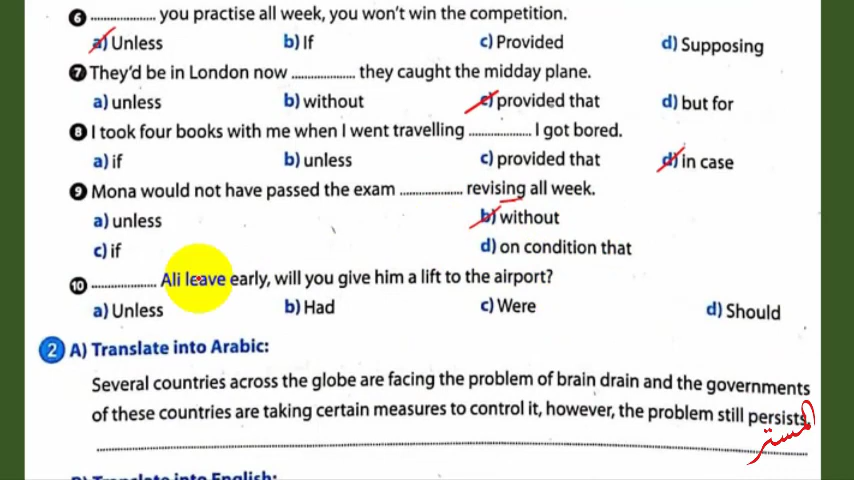 6 .................. you practise all week, you won't win the competition.
a) Unless b) If c) Provided d) Supposing
7 They'd be in London now .................. they caught the midday plane.
a) unless b) without c) provided that d) but for
8 I took four books with me when I went travelling .................. I got bored.
a) if b) unless c) provided that d) in case
9 Mona would not have passed the exam .................. revising all week.
a) unless b) without
c) if d) on condition that
10 .................. Ali leave early, will you give him a lift to the airport?
a) Unless b) Had c) Were d) Should
2 A) Translate into Arabic:
Several countries across the globe are facing the problem of brain drain and the governments
of these countries are taking certain measures to control it, however, the problem still persists.
المستر
B) Translate into English: